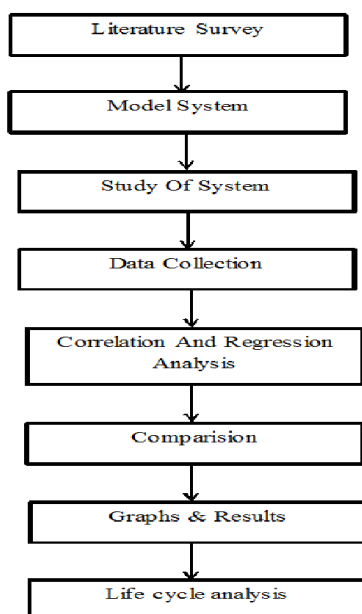 Literature Survey
Model System
Study Of System
Data Collection
Correlation And Regression
Analysis
Comparision
Graphs & Results
Life cycle analysis